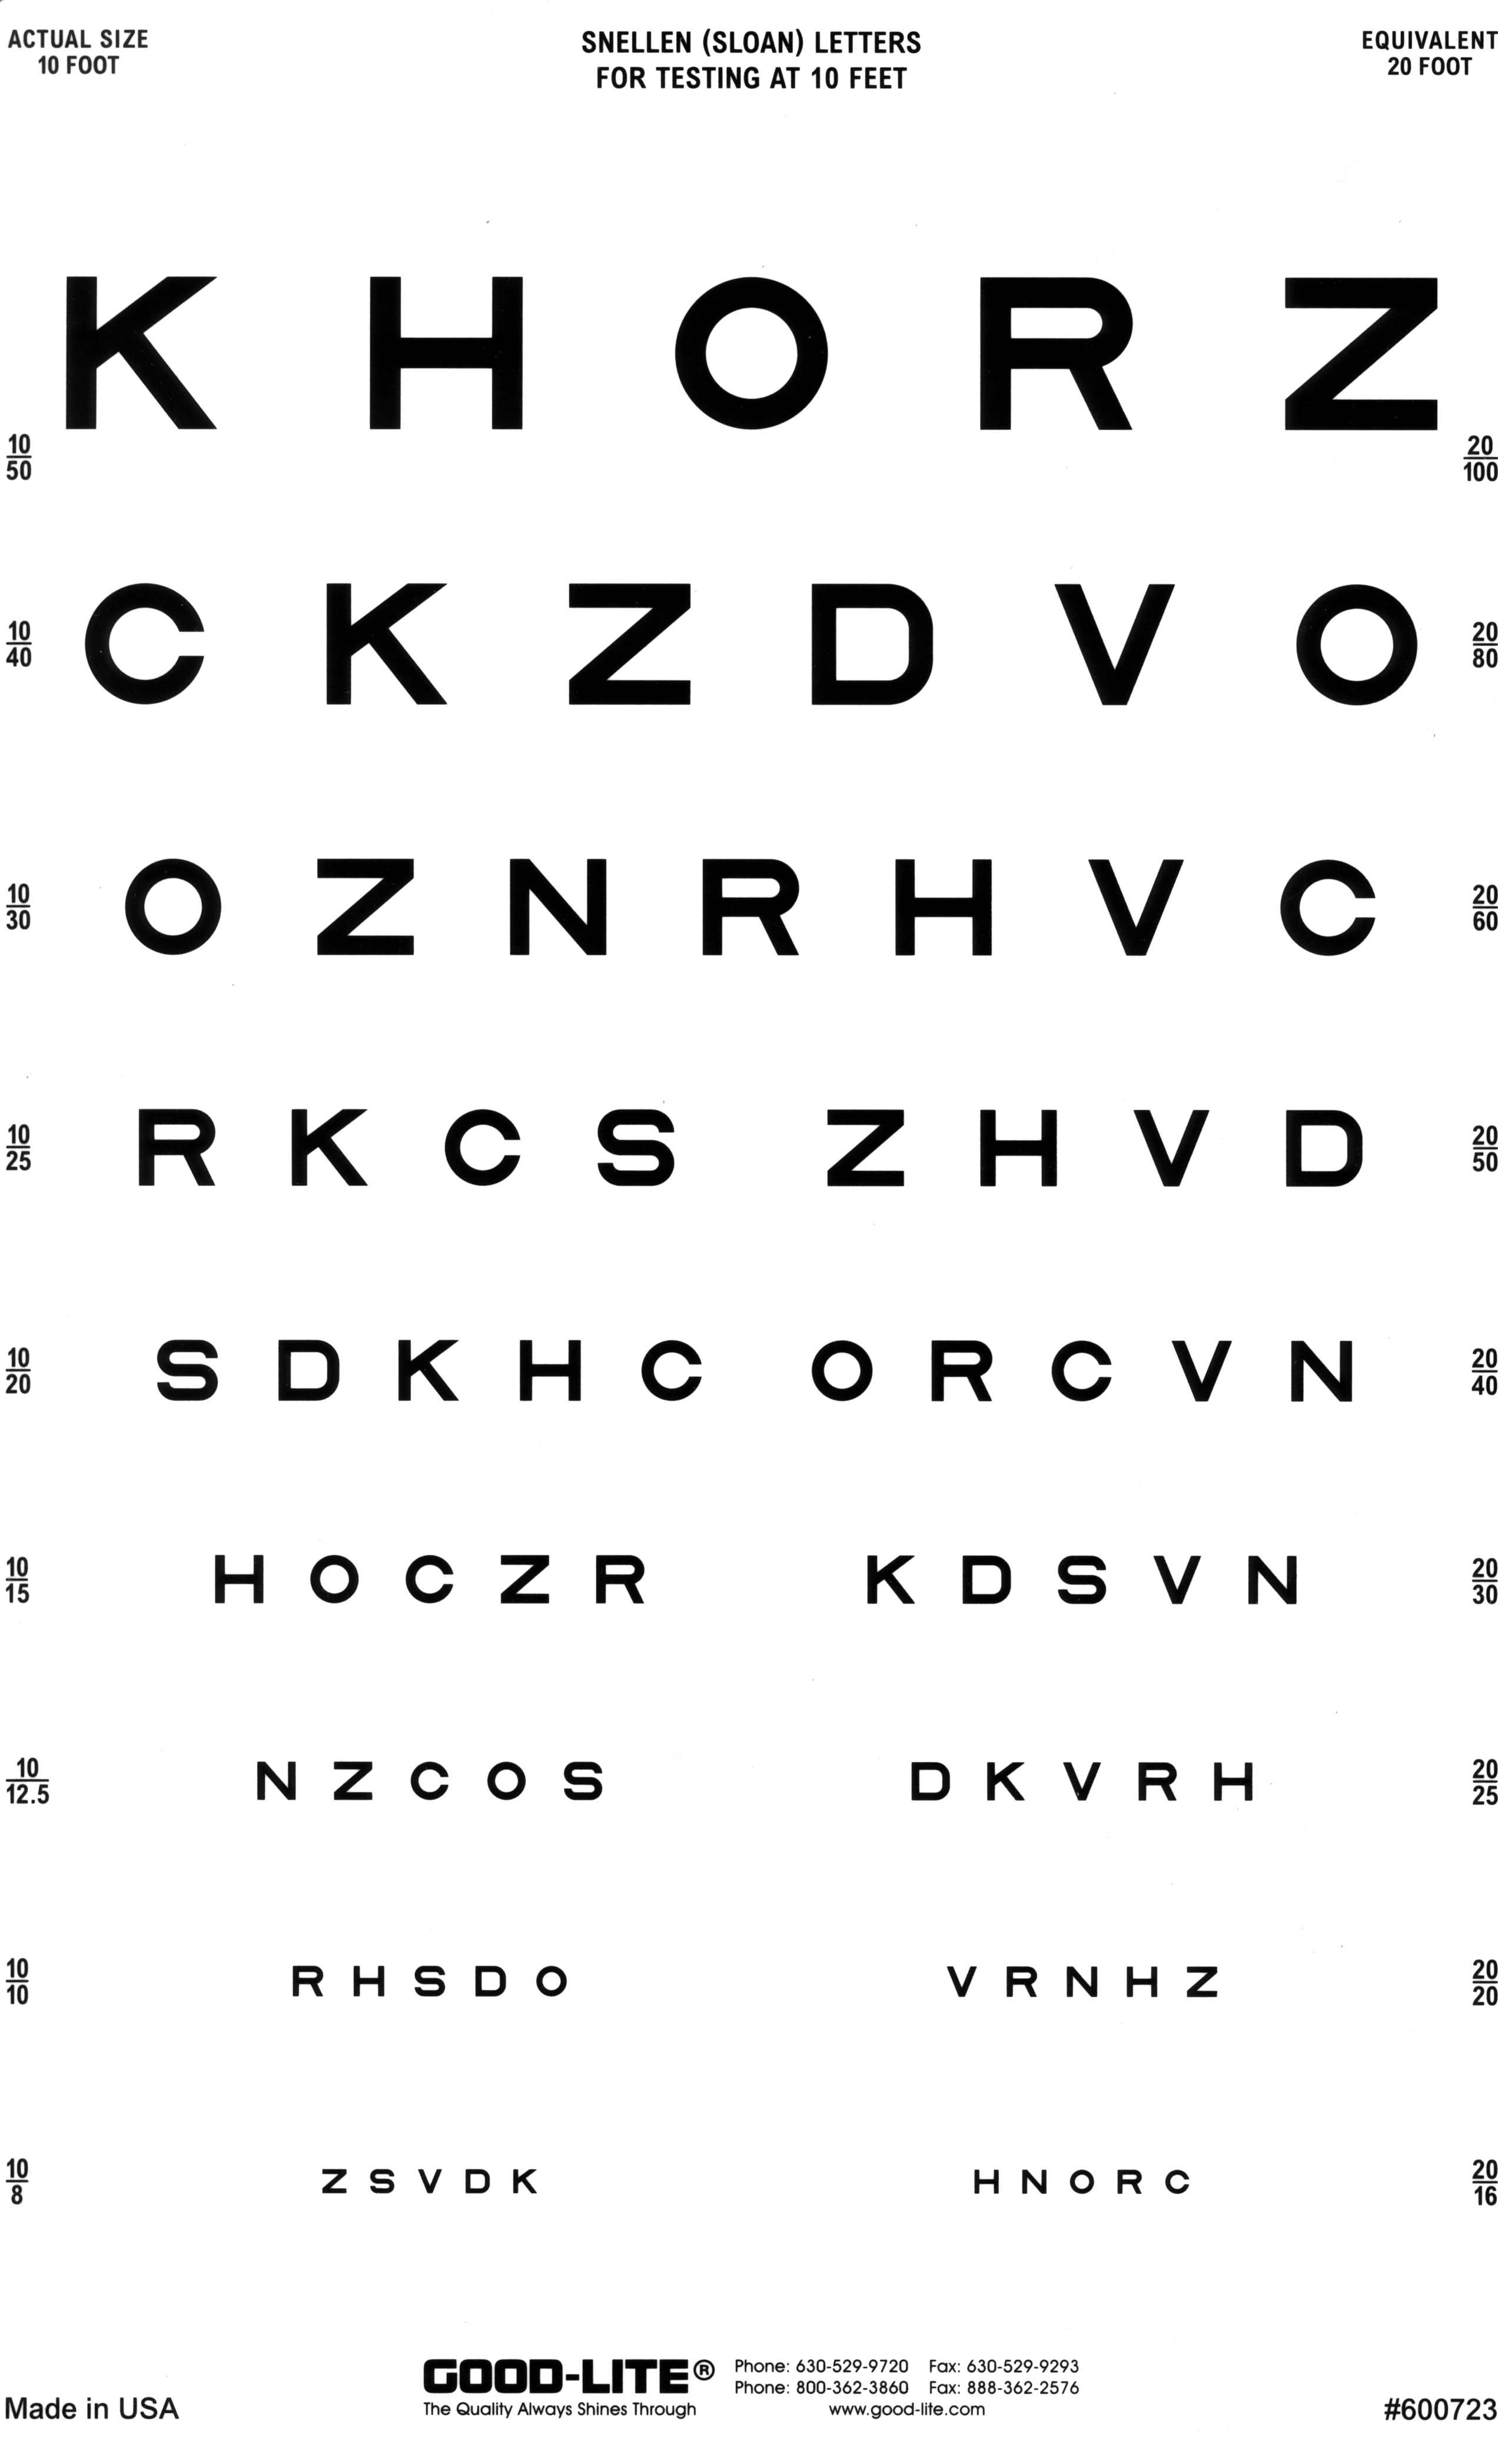 ACTUAL SIZE
10 FOOT
SNELLEN (SLOAN) LETTERS
FOR TESTING AT 10 FEET
EQUIVALENT
20 FOOT
K H O R Z
10/50 20/100
10/40 C K Z D V O 20/80
10/30 O Z N R H V C 20/60
10/25 R K C S Z H V D 20/50
10/20 S D K H C O R C V N 20/40
10/15 H O C Z R K D S V N 20/30
10/12.5 N Z C O S D K V R H 20/25
10/10 R H S D O V R N H Z 20/20
10/8 Z S V D K H N O R C 20/16
GOOD-LITE®
The Quality Always Shines Through
Phone: 630-529-9720 Fax: 630-529-9293
Phone: 800-362-3860 Fax: 888-362-2576
www.good-lite.com
Made in USA
#600723